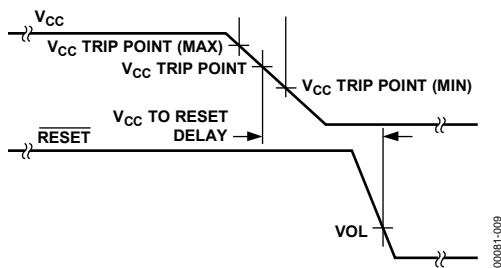 VCC
VCC TRIP POINT (MAX)
VCC TRIP POINT
VCC TRIP POINT (MIN)
VCC TO RESET
DELAY
RESET
VOL
00081-009